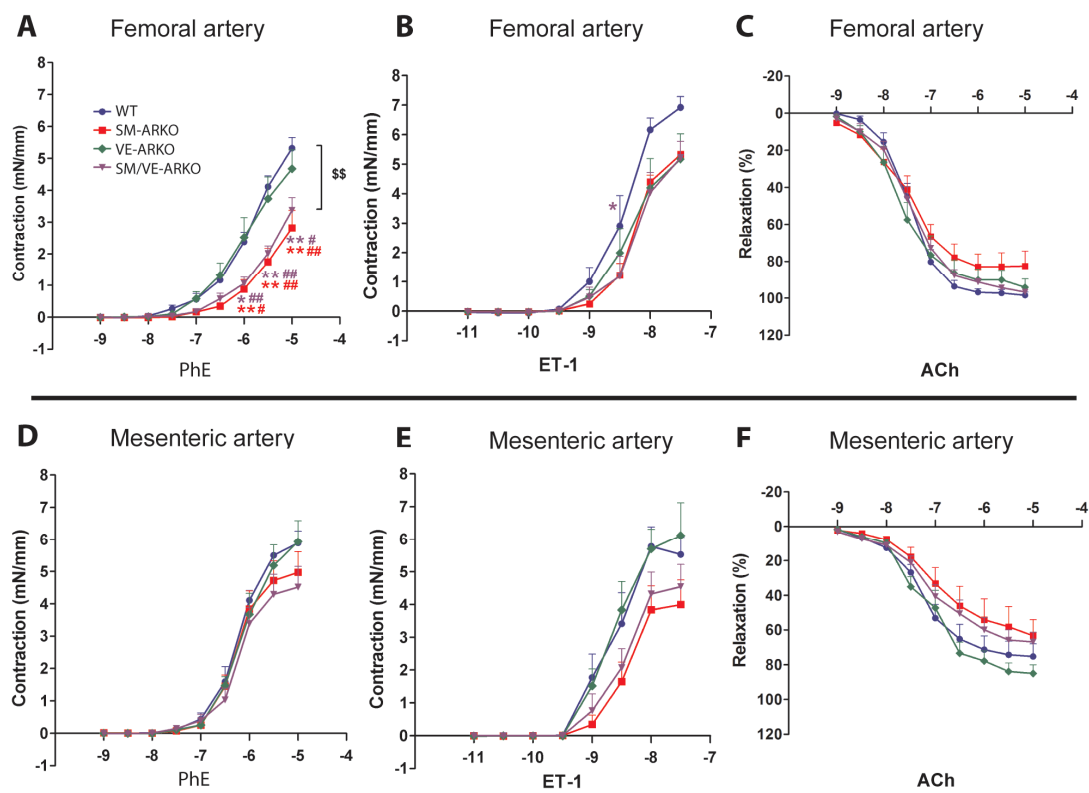 A Femoral artery
Contraction (mN/mm)
8
7
6
5
4
3
2
1
0
-1
WT
SM-ARKO
VE-ARKO
SM/VE-ARKO
$$
** #
** ##
** ##
** ##
* ##
** #
-9 -8 -7 -6 -5 -4
PhE
B Femoral artery
Contraction (mN/mm)
8
7
6
5
4
3
2
1
0
-1
*
-11 -10 -9 -8 -7
ET-1
C Femoral artery
Relaxation (%)
-9 -8 -7 -6 -5 -4
-20
0
20
40
60
80
100
120
ACh
D Mesenteric artery
Contraction (mN/mm)
8
7
6
5
4
3
2
1
0
-1
-9 -8 -7 -6 -5 -4
PhE
E Mesenteric artery
Contraction (mN/mm)
8
7
6
5
4
3
2
1
0
-1
-11 -10 -9 -8 -7
ET-1
F Mesenteric artery
Relaxation (%)
-9 -8 -7 -6 -5 -4
-20
0
20
40
60
80
100
120
ACh